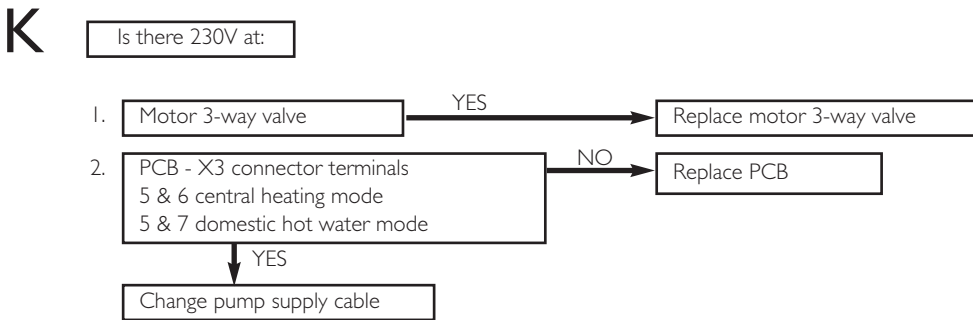 K
Is there 230V at:
1. Motor 3-way valve
YES
Replace motor 3-way valve
2. PCB - X3 connector terminals
5 & 6 central heating mode
5 & 7 domestic hot water mode
NO
Replace PCB
YES
Change pump supply cable